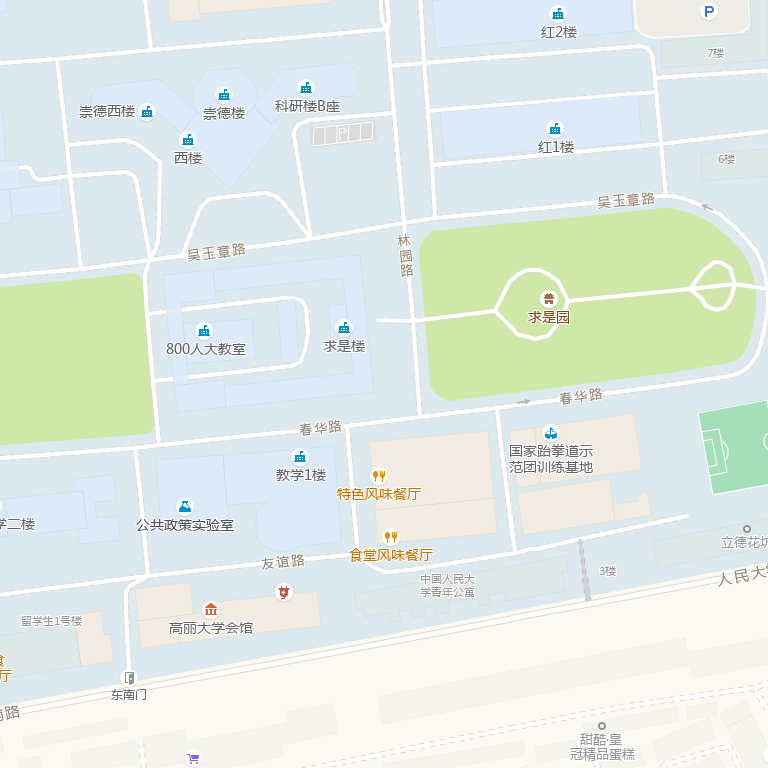 P
红2楼
7楼
崇德西楼
崇德楼
科研楼B座
P
西楼
红1楼
6楼
吴玉章路
吴玉章路
林园路
求是园
800人大教室
求是楼
春华路
春华路
国家跆拳道示
范团训练基地
教学1楼
特色风味餐厅
公共政策实验室
学二楼
食堂风味餐厅
立德花坛
友谊路
3楼
中国人民大
学青年公寓
人民大学
留学生1号楼
高丽大学会馆
厅
东南门
路
甜酷·皇
冠精品蛋糕